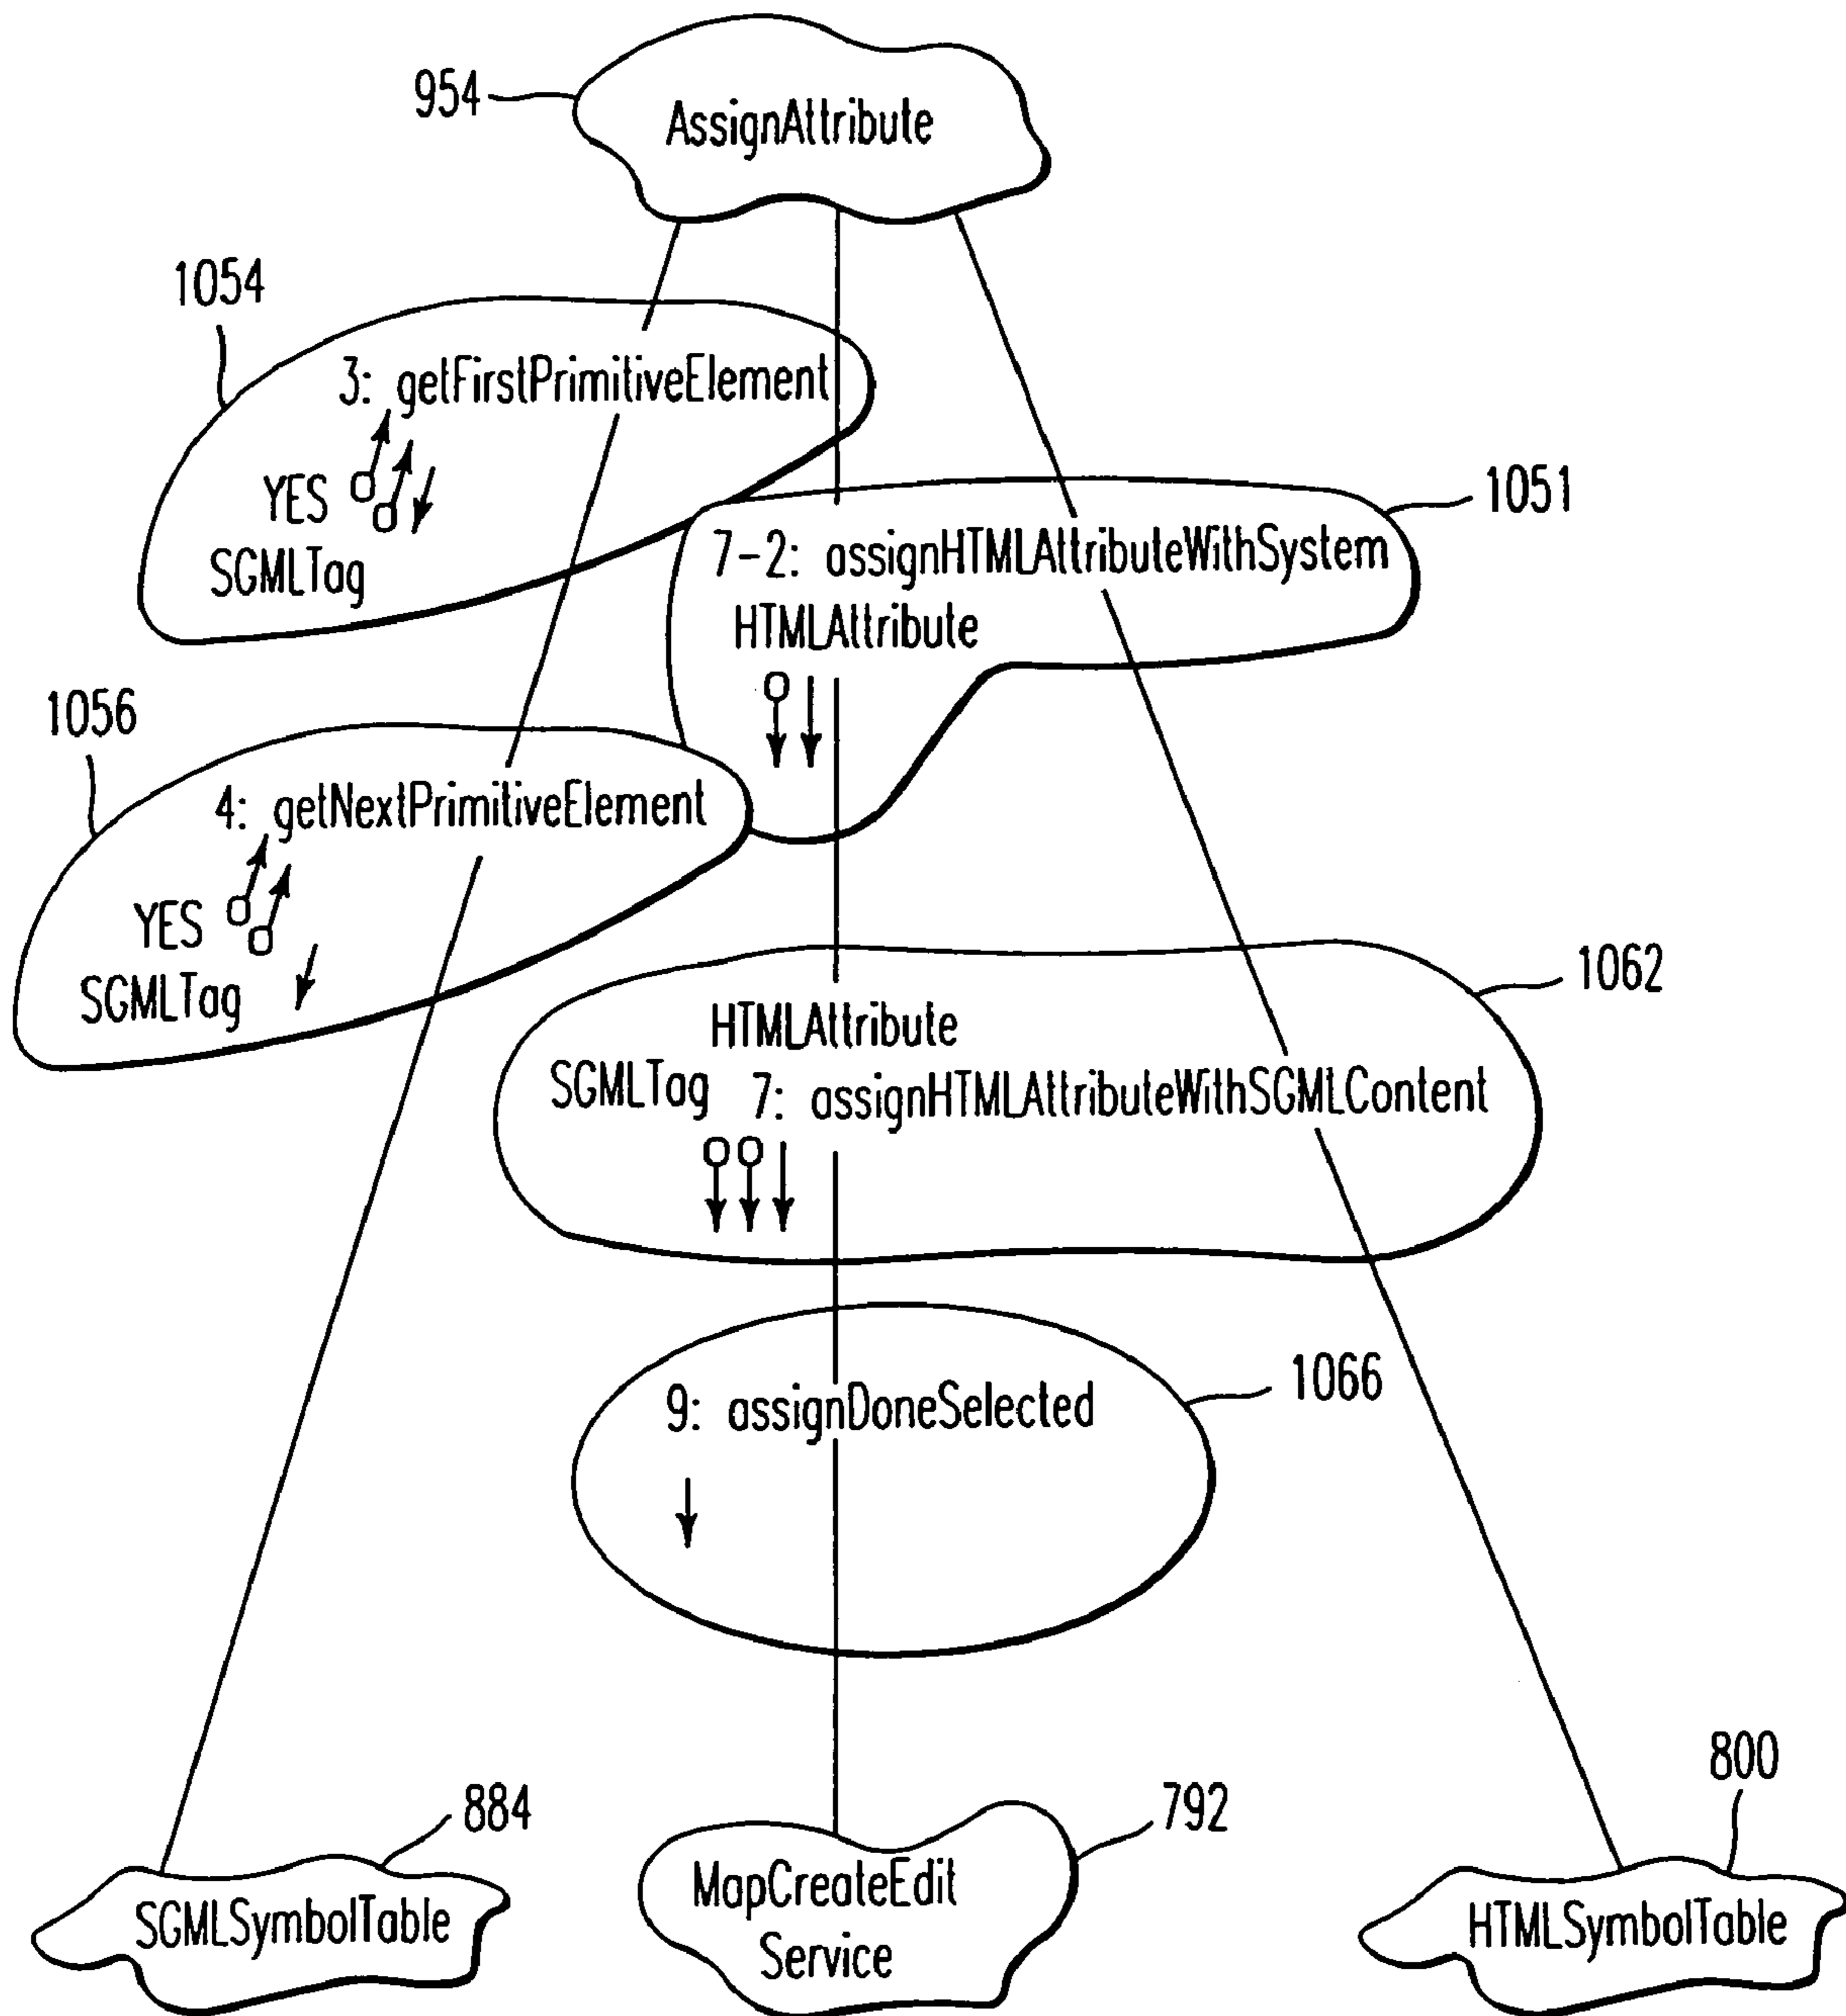 954
AssignAttribute
1054
3: getFirstPrimitiveElement
YES
SGMLTag
1051
7-2: assignHTMLAttributeWithSystem
HTMLAttribute
1056
4: getNextPrimitiveElement
YES
SGMLTag
1062
HTMLAttribute
SGMLTag 7: assignHTMLAttributeWithSGMLContent
1066
9: assignDoneSelected
884
SGMLSymbolTable
792
MapCreateEdit
Service
800
HTMLSymbolTable